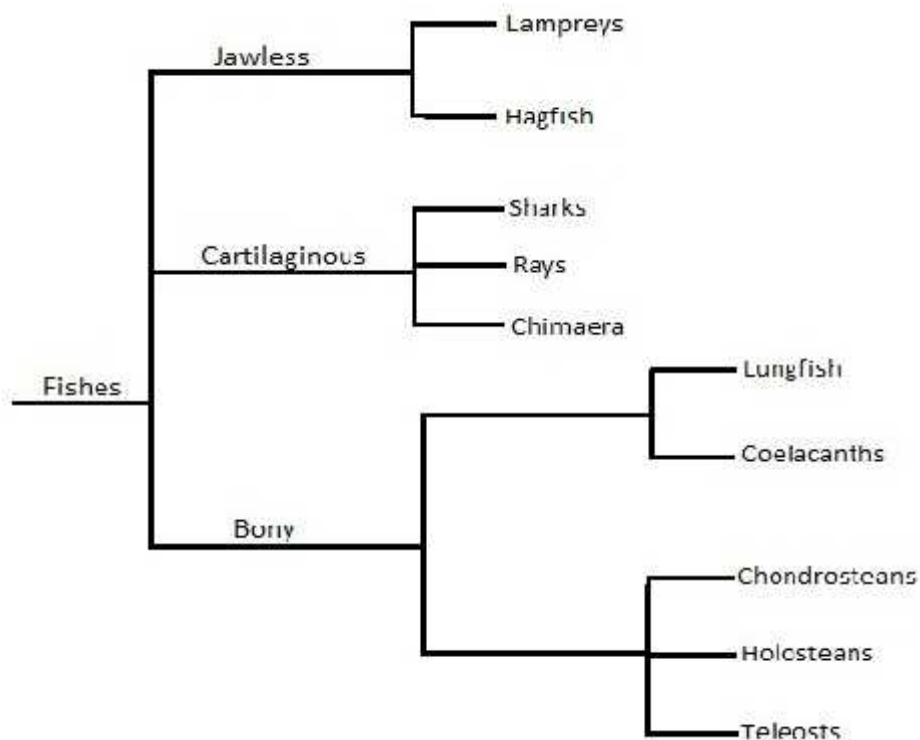 Lampreys
Jawless
Hagfish
Sharks
Cartilaginous
Rays
Chimaera
Lungfish
Fishes
Coelacanths
Bony
Chondrosteans
Holosteans
Teleosts